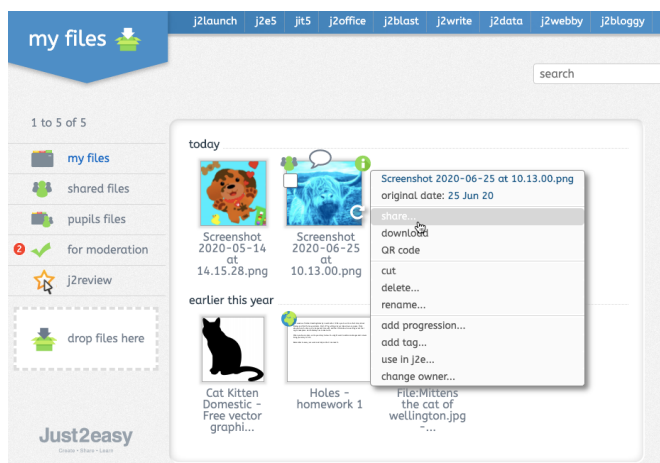 my files
j2launch j2e5 jit5 j2office j2blast j2write j2data j2webby j2bloggy
search
1 to 5 of 5
my files
shared files
pupils files
2 for moderation
j2review
drop files here
Just2easy
Create • Share • Learn
today
Screenshot
2020-05-14
at
14.15.28.png
Screenshot
2020-06-25
at
10.13.00.png
Screenshot 2020-06-25 at 10.13.00.png
original date: 25 Jun 20
share...
download
QR code
cut
delete...
rename...
add progression...
add tag...
use in j2e...
change owner...
earlier this year
Cat Kitten
Domestic -
Free vector
graphi...
Holes -
homework 1
File:Mittens
the cat of
wellington.jpg
-...